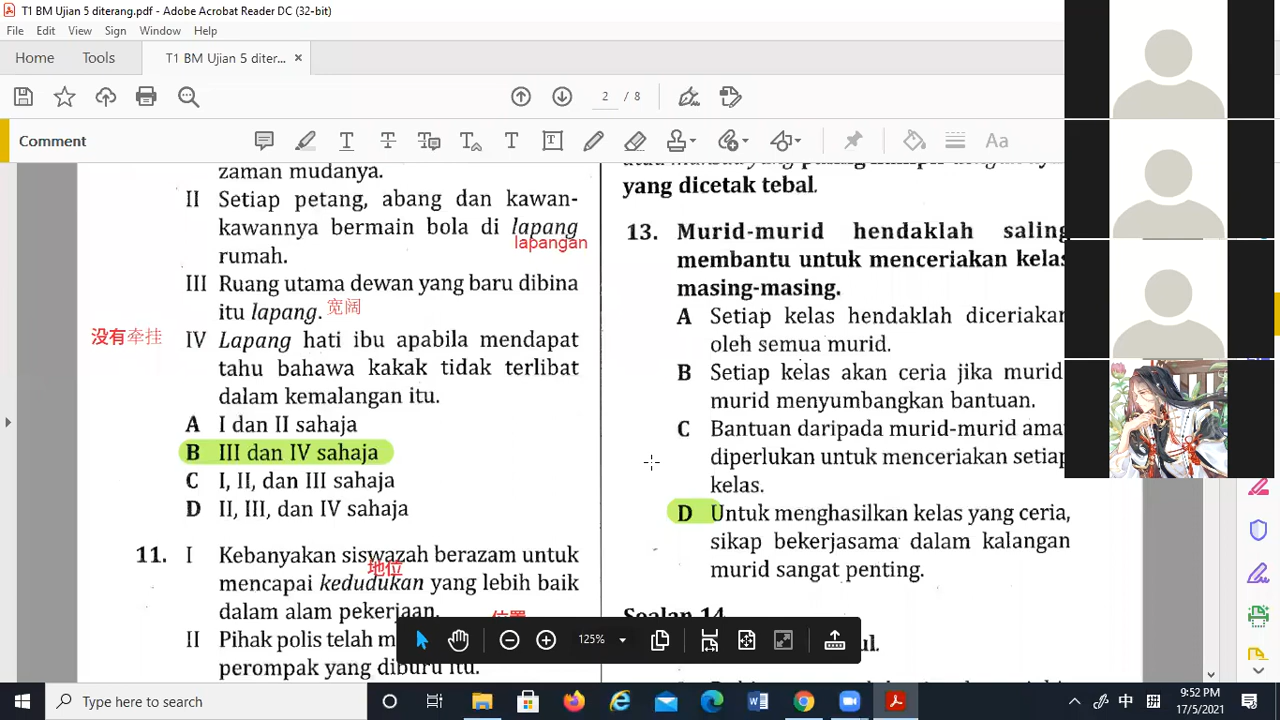 T1 BM Ujian 5 diterang.pdf - Adobe Acrobat Reader DC (32-bit)
File Edit View Sign Window Help
Home Tools T1 BM Ujian 5 diter... ×
2 / 8
Comment
Aa
zaman mudanya.
II Setiap petang, abang dan kawan-
kawannya bermain bola di lapang
lapangan
rumah.
III Ruang utama dewan yang baru dibina
itu lapang. 宽阔
没有牵挂 IV Lapang hati ibu apabila mendapat
tahu bahawa kakak tidak terlibat
dalam kemalangan itu.
A I dan II sahaja
B III dan IV sahaja
C I, II, dan III sahaja
D II, III, dan IV sahaja
11. I Kebanyakan siswazah berazam untuk
地位
mencapai kedudukan yang lebih baik
dalam alam pekerjaan.
位置
II Pihak polis telah m
perompak yang diburu itu.
yang dicetak tebal.
13. Murid-murid hendaklah saling
membantu untuk menceriakan kelas
masing-masing.
A Setiap kelas hendaklah diceriakan
oleh semua murid.
B Setiap kelas akan ceria jika murid
murid menyumbangkan bantuan.
C Bantuan daripada murid-murid ama
diperlukan untuk menceriakan setiap
kelas.
D Untuk menghasilkan kelas yang ceria,
sikap bekerjasama dalam kalangan
murid sangat penting.
Soalan 14
ul.
125%
Type here to search
中 拼
9:52 PM
17/5/2021